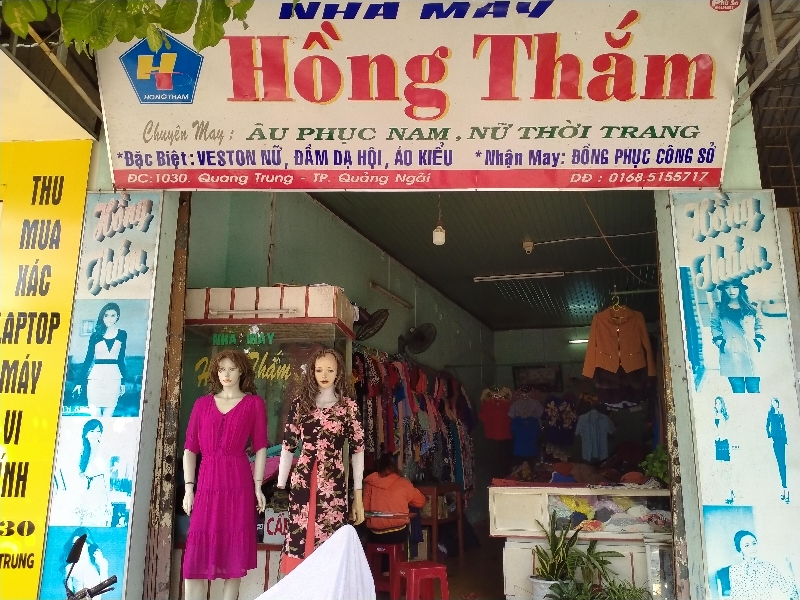 NHÀ MAY
Hồng Thắm
HỒNG THẮM
Chuyên May : ÂU PHỤC NAM , NỮ THỜI TRANG
*Đặc Biệt : VESTON NỮ, ĐẦM DẠ HỘI, ÁO KIỂU *Nhận May: ĐỒNG PHỤC CÔNG SỞ
ĐC:1030. Quang Trung - TP. Quảng Ngãi DĐ : 0168.5155717
THU
MUA
XÁC
LAPTOP
MÁY
VI
TÍNH
30
TRUNG
Hồng
Thắm
Hồng
Thắm
NHÀ MAY
Hồng Thắm